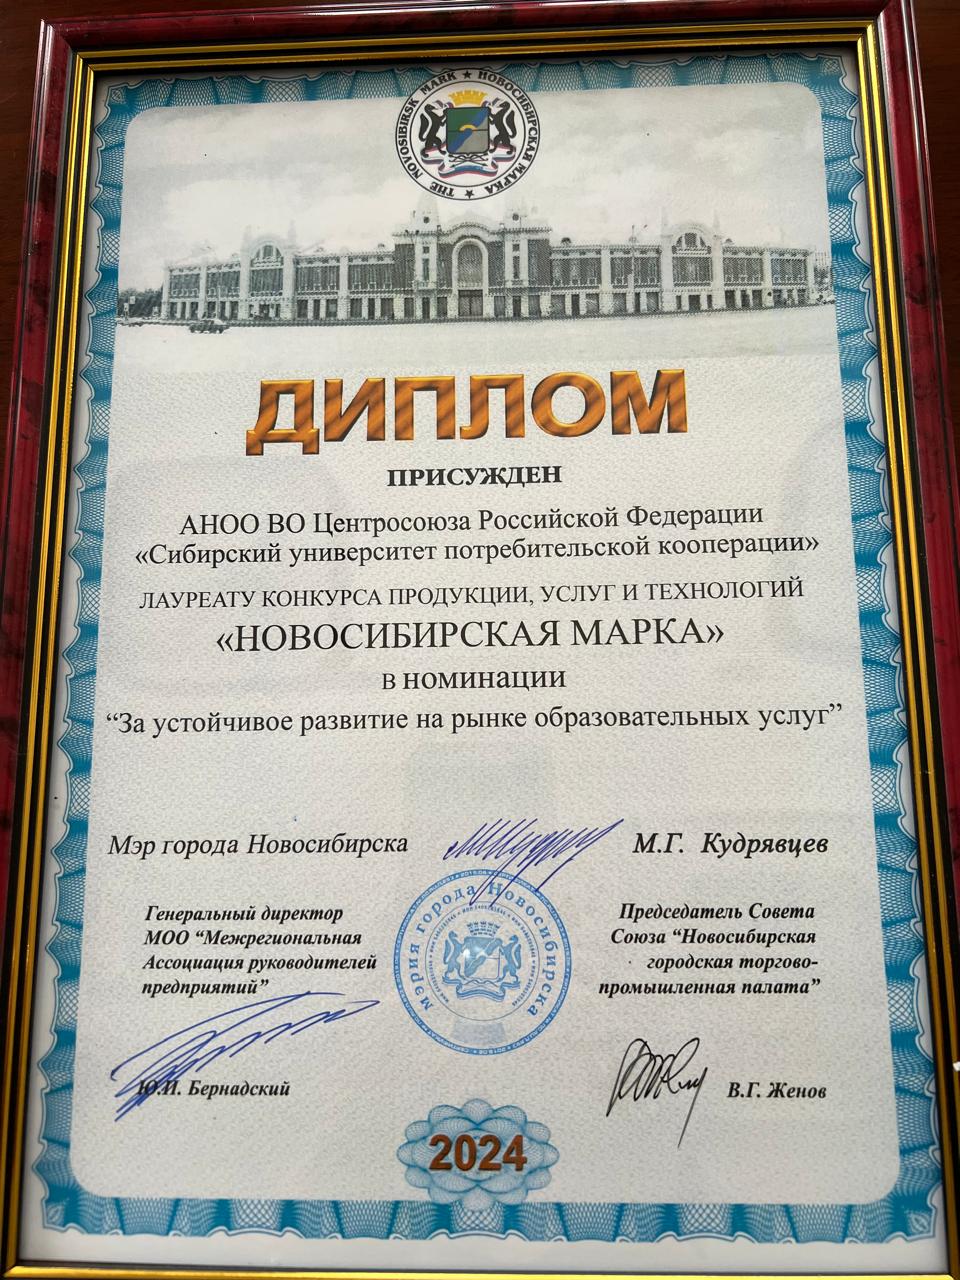 THE NOVOSIBIRSK MARK ★ НОВОСИБИРСКАЯ МАРКА ★
ДИПЛОМ
ПРИСУЖДЕН
АНОО ВО Центросоюза Российской Федерации
«Сибирский университет потребительской кооперации»
ЛАУРЕАТУ КОНКУРСА ПРОДУКЦИИ, УСЛУГ И ТЕХНОЛОГИЙ
«НОВОСИБИРСКАЯ МАРКА»
в номинации
“За устойчивое развитие на рынке образовательных услуг”
Мэр города Новосибирска
М.Г. Кудрявцев
Генеральный директор
МОО “Межрегиональная
Ассоциация руководителей
предприятий”
Ю.И. Бернадский
Мэрия города Новосибирска
Председатель Совета
Союза “Новосибирская
городская торгово-
промышленная палата”
В.Г. Женов
2024